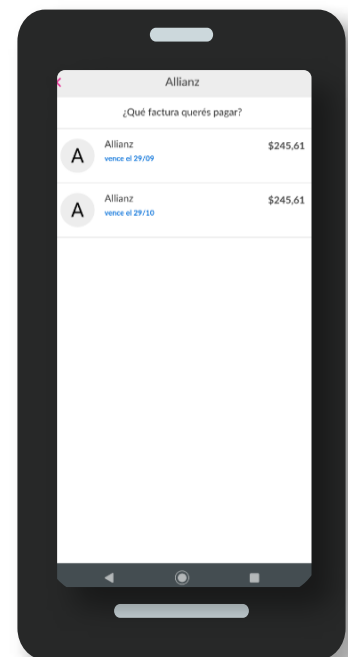 Allianz
¿Qué factura querés pagar?
A
Allianz
$245,61
vence el 29/09
A
Allianz
$245,61
vence el 29/10